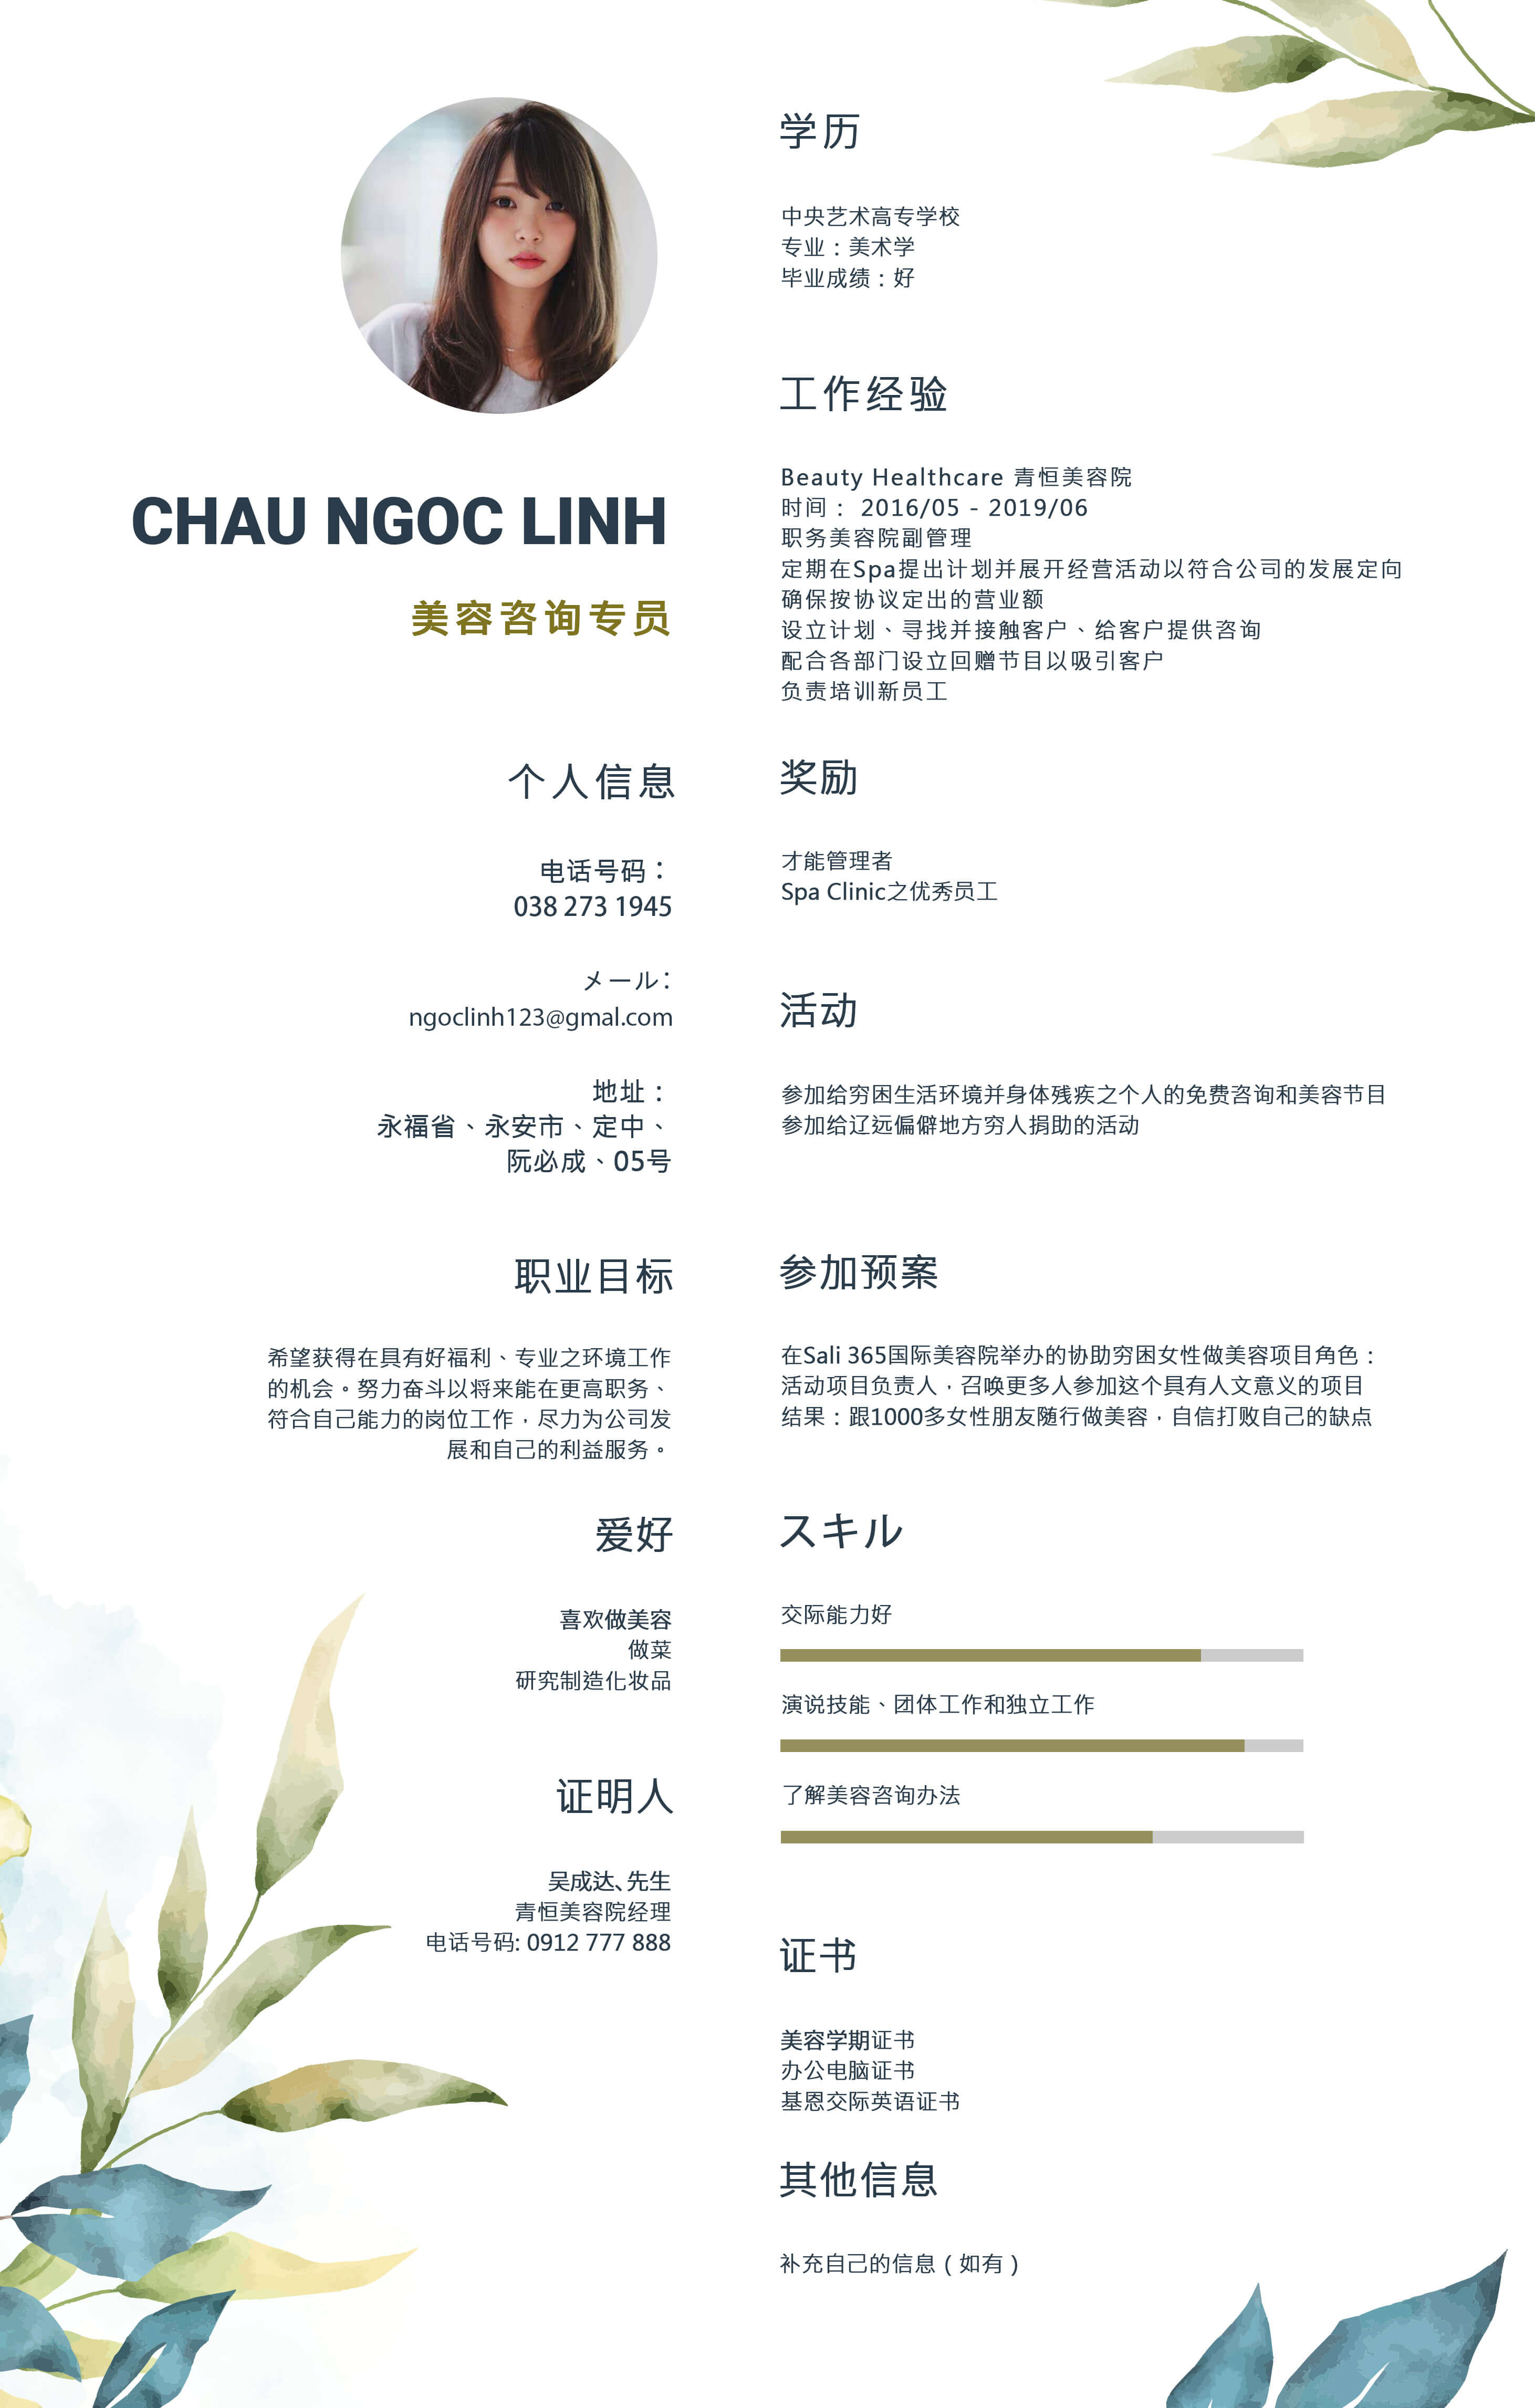 CHAU NGOC LINH
美容咨询专员
个人信息
电话号码：
038 273 1945
メール：
ngoclinh123@gmal.com
地址：
永福省、永安市、定中、
阮必成、05号
职业目标
希望获得在具有好福利、专业之环境工作
的机会。努力奋斗以将来能在更高职务、
符合自己能力的岗位工作，尽力为公司发
展和自己的利益服务。
爱好
喜欢做美容
做菜
研究制造化妆品
证明人
吴成达、先生
青恒美容院经理
电话号码: 0912 777 888
学历
中央艺术高专学校
专业：美术学
毕业成绩：好
工作经验
Beauty Healthcare 青恒美容院
时间： 2016/05 - 2019/06
职务美容院副管理
定期在Spa提出计划并展开经营活动以符合公司的发展定向
确保按协议定出的营业额
设立计划、寻找并接触客户、给客户提供咨询
配合各部门设立回赠节目以吸引客户
负责培训新员工
奖励
才能管理者
Spa Clinic之优秀员工
活动
参加给穷困生活环境并身体残疾之个人的免费咨询和美容节目
参加给辽远偏僻地方穷人捐助的活动
参加预案
在Sali 365国际美容院举办的协助穷困女性做美容项目角色：
活动项目负责人，召唤更多人参加这个具有人文意义的项目
结果：跟1000多女性朋友随行做美容，自信打败自己的缺点
スキル
交际能力好
演说技能、团体工作和独立工作
了解美容咨询办法
证书
美容学期证书
办公电脑证书
基恩交际英语证书
其他信息
补充自己的信息（如有）